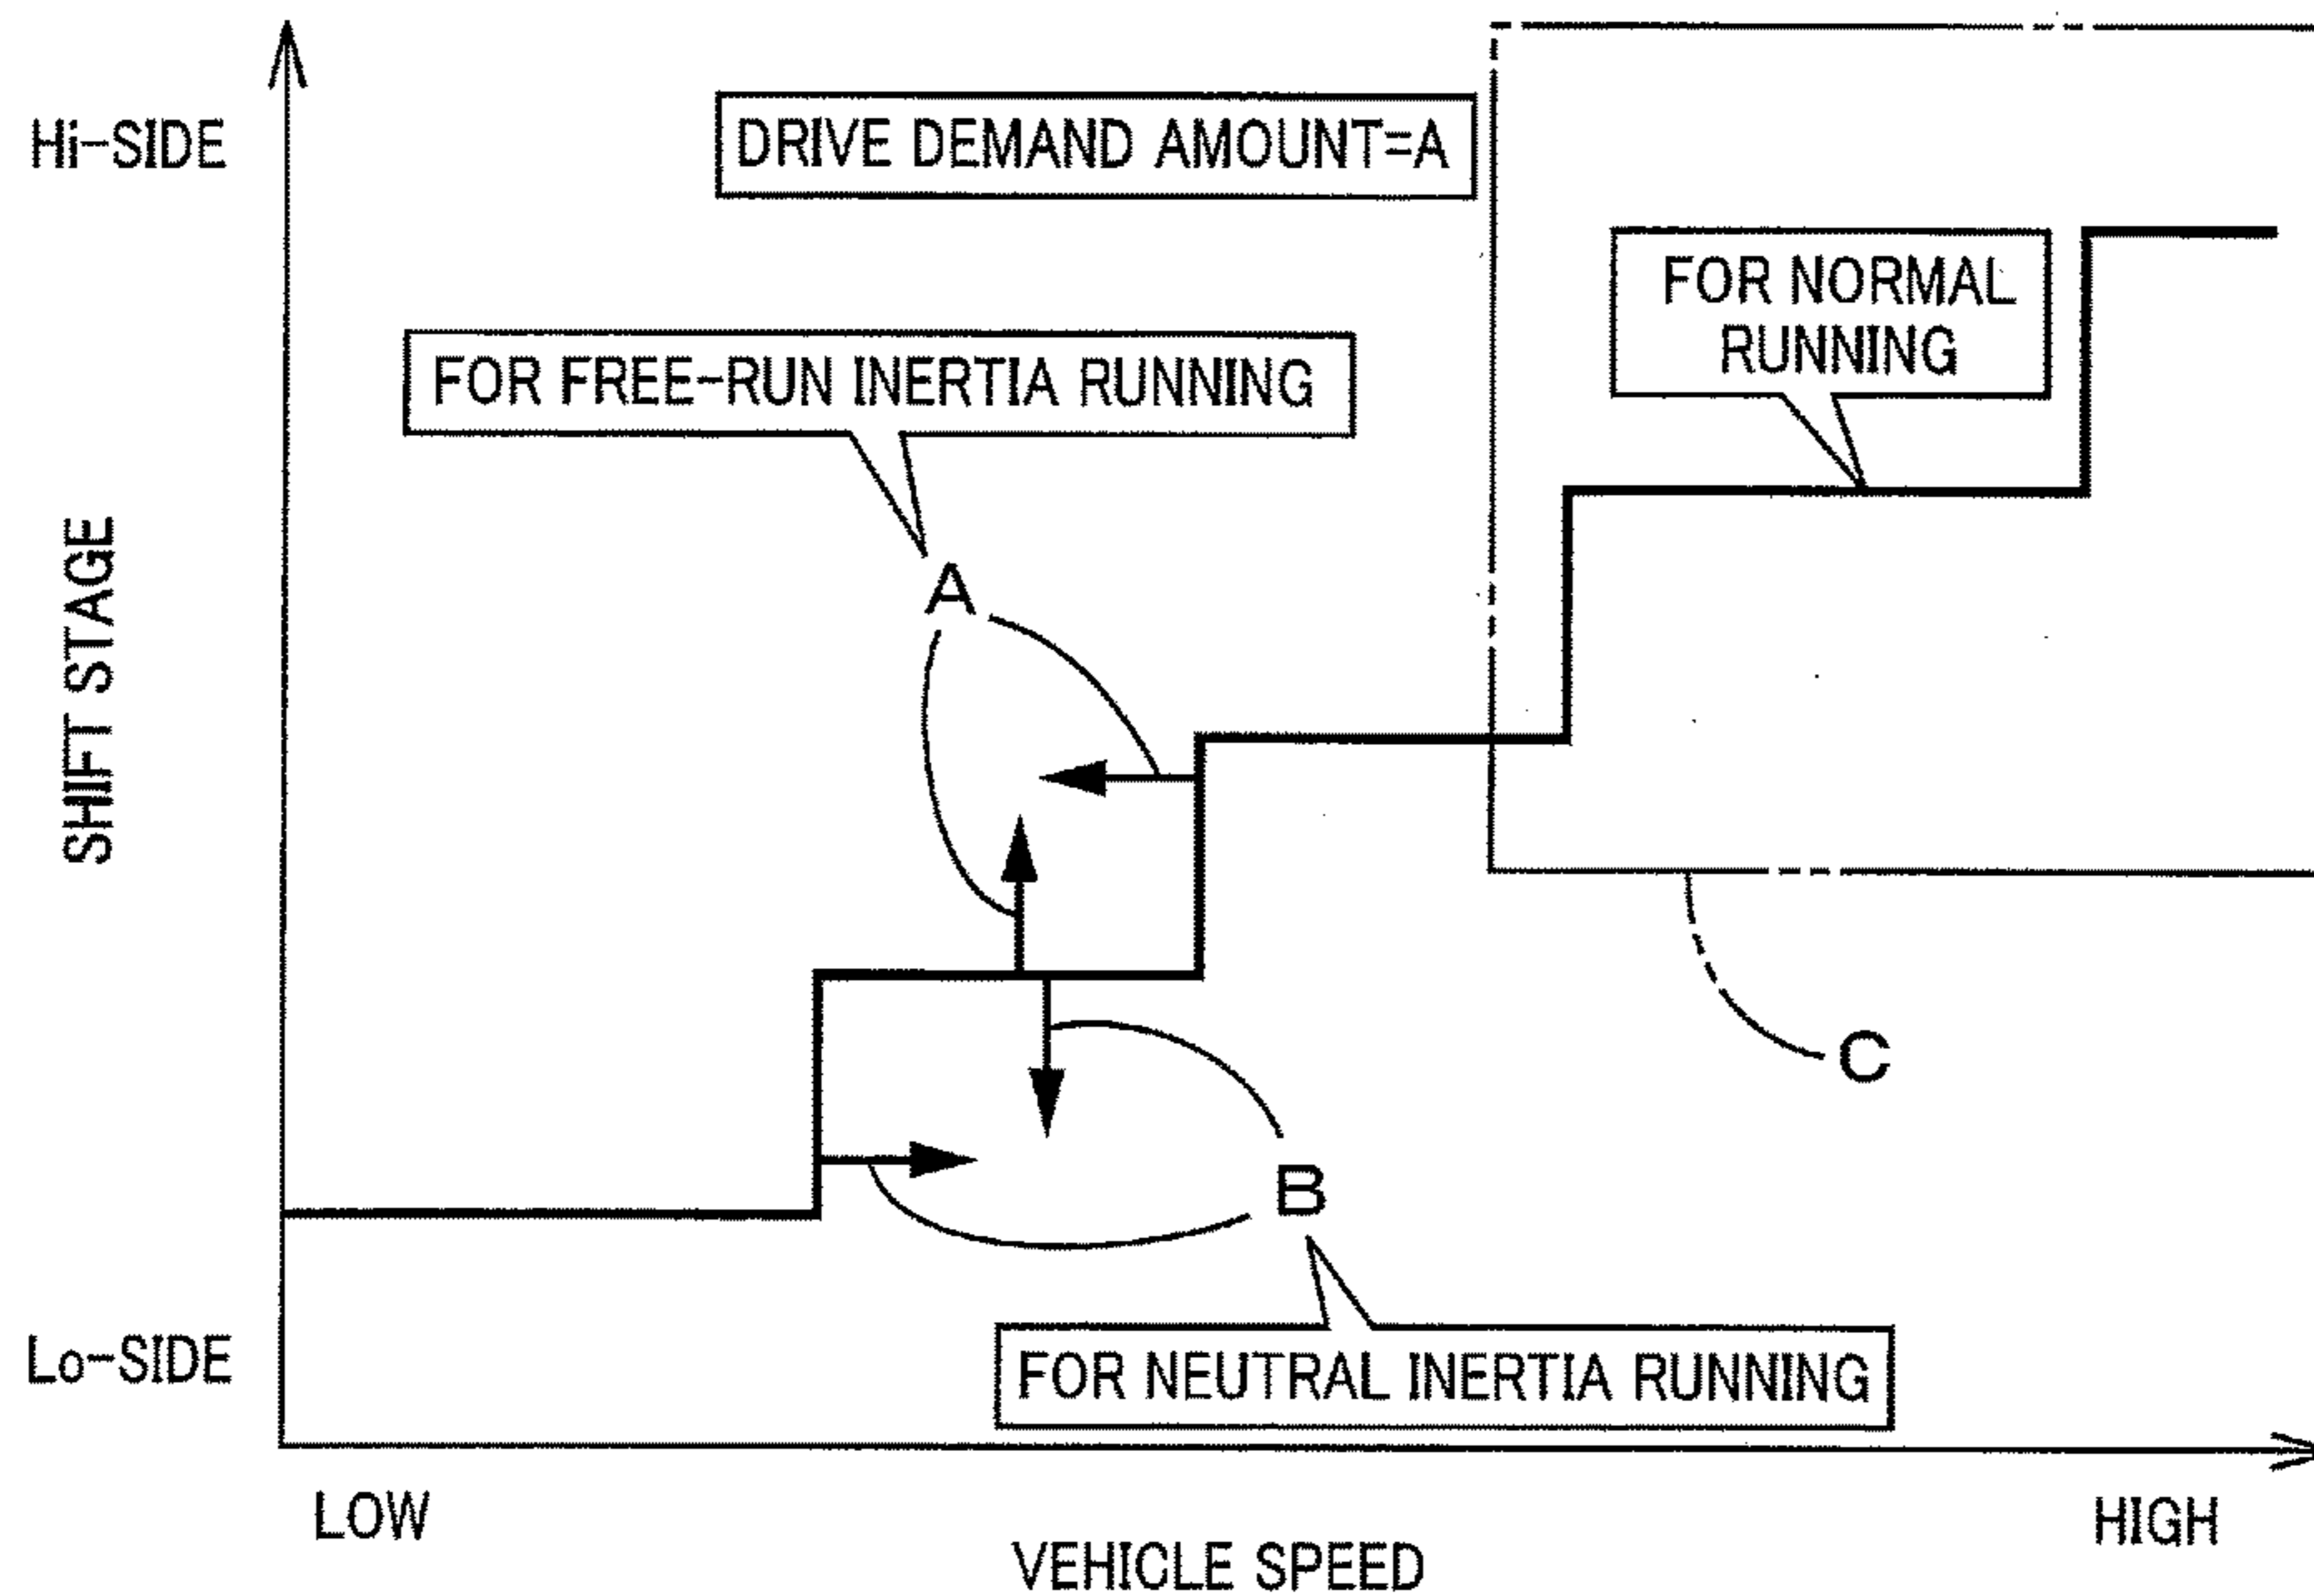 Hi-SIDE
DRIVE DEMAND AMOUNT=A
FOR NORMAL
RUNNING
FOR FREE-RUN INERTIA RUNNING
A
SHIFT STAGE
C
B
Lo-SIDE
FOR NEUTRAL INERTIA RUNNING
LOW
HIGH
VEHICLE SPEED